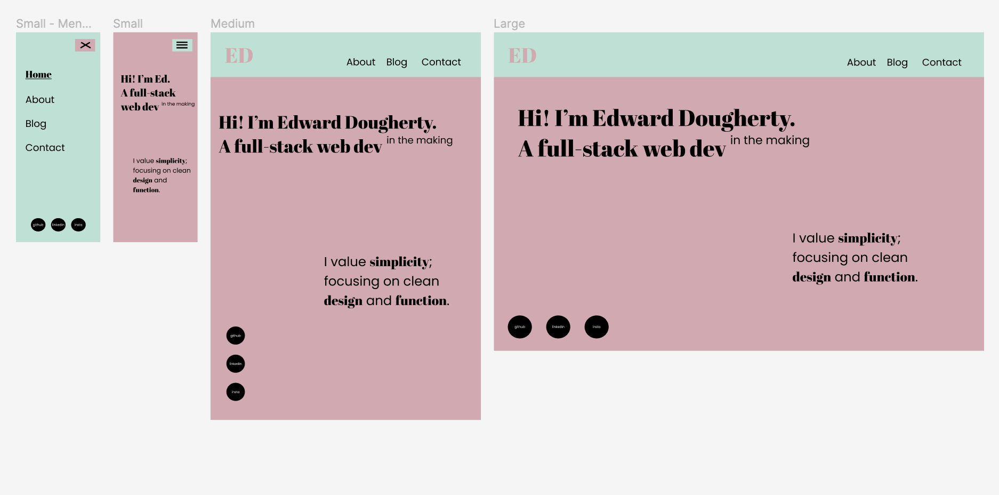 Small - Men...
Home
About
Blog
Contact
github linkedin insta
Small
Hi! I'm Ed.
A full-stack
web dev in the making
I value simplicity;
focusing on clean
design and
function.
Medium
ED
About Blog Contact
Hi! I'm Edward Dougherty.
A full-stack web dev in the making
I value simplicity;
focusing on clean
design and function.
github
linkedin
insta
Large
ED
About Blog Contact
Hi! I'm Edward Dougherty.
A full-stack web dev in the making
I value simplicity;
focusing on clean
design and function.
github linkedin insta